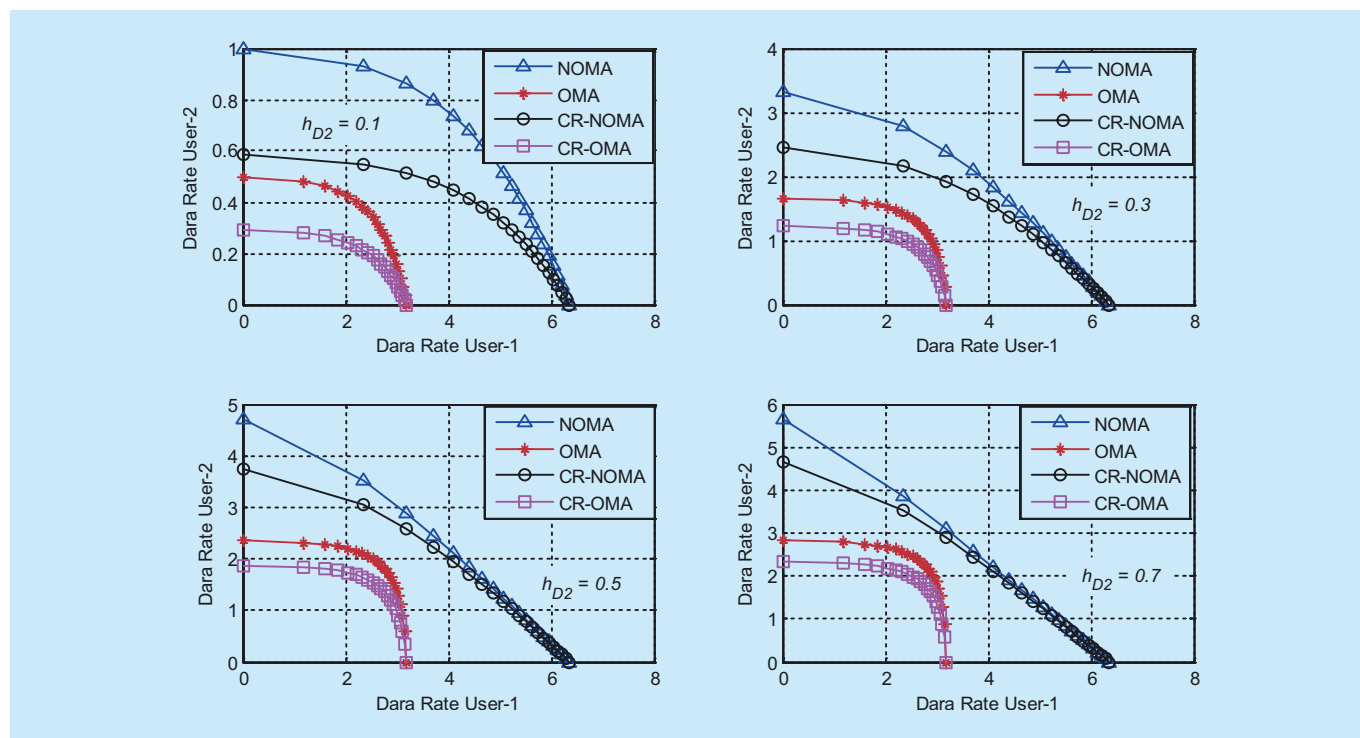 1
0.8
0.6
0.4
0.2
0
0 2 4 6 8
Dara Rate User-2
Dara Rate User-1
h_D2 = 0.1
NOMA
OMA
CR-NOMA
CR-OMA
4
3
2
1
0
0 2 4 6 8
Dara Rate User-2
Dara Rate User-1
h_D2 = 0.3
NOMA
OMA
CR-NOMA
CR-OMA
5
4
3
2
1
0
0 2 4 6 8
Dara Rate User-2
Dara Rate User-1
h_D2 = 0.5
NOMA
OMA
CR-NOMA
CR-OMA
6
5
4
3
2
1
0
0 2 4 6 8
Dara Rate User-2
Dara Rate User-1
h_D2 = 0.7
NOMA
OMA
CR-NOMA
CR-OMA